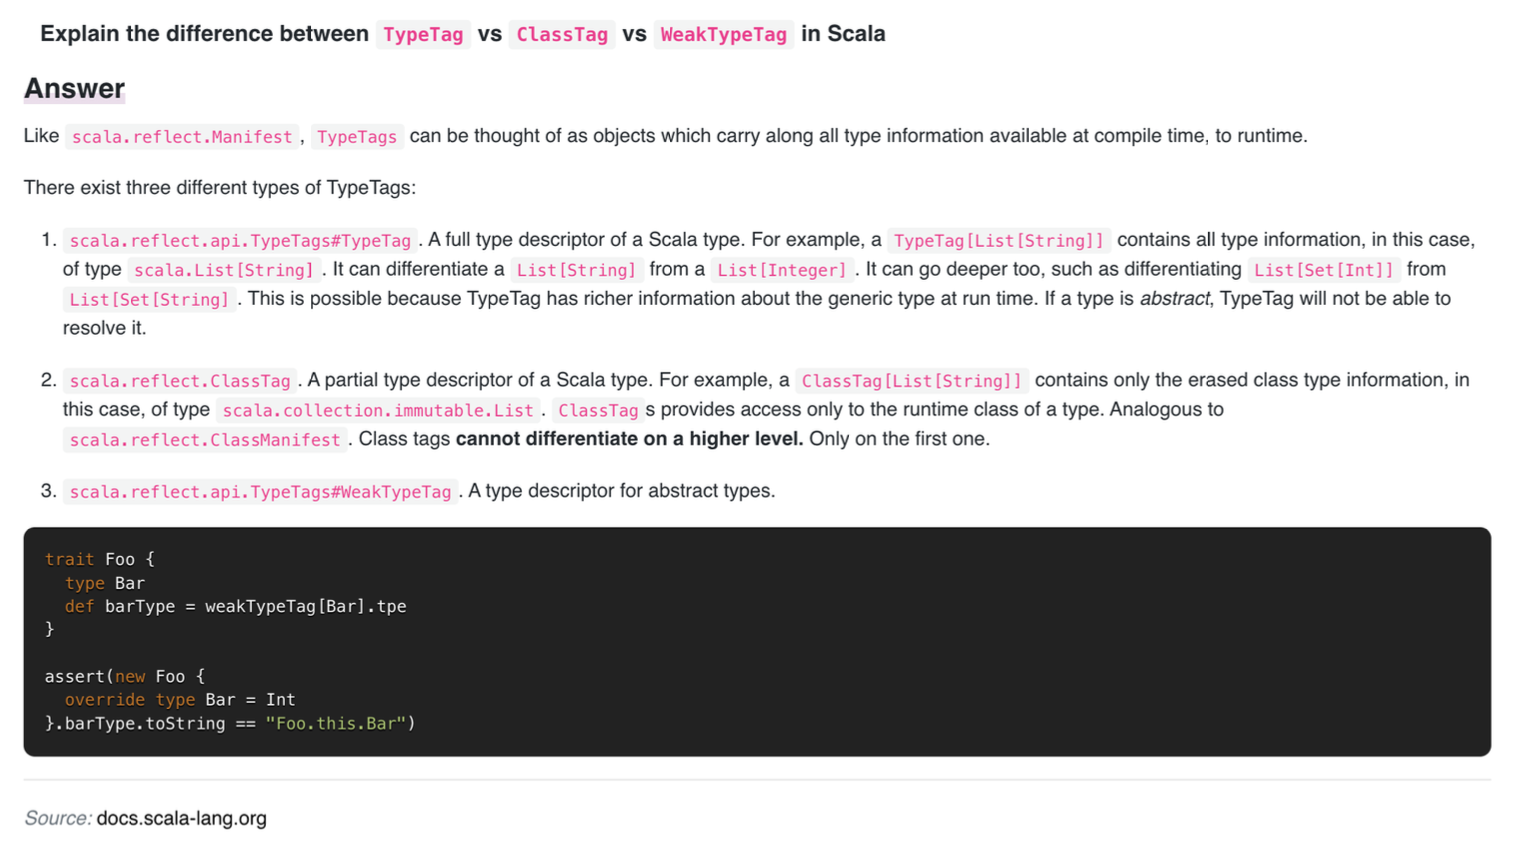 Explain the difference between TypeTag vs ClassTag vs WeakTypeTag in Scala
Answer
Like scala.reflect.Manifest, TypeTags can be thought of as objects which carry along all type information available at compile time, to runtime.
There exist three different types of TypeTags:
1. scala.reflect.api.TypeTags#TypeTag. A full type descriptor of a Scala type. For example, a TypeTag[List[String]] contains all type information, in this case,
of type scala.List[String]. It can differentiate a List[String] from a List[Integer]. It can go deeper too, such as differentiating List[Set[Int]] from
List[Set[String]. This is possible because TypeTag has richer information about the generic type at run time. If a type is abstract, TypeTag will not be able to
resolve it.
2. scala.reflect.ClassTag. A partial type descriptor of a Scala type. For example, a ClassTag[List[String]] contains only the erased class type information, in
this case, of type scala.collection.immutable.List. ClassTag s provides access only to the runtime class of a type. Analogous to
scala.reflect.ClassManifest. Class tags cannot differentiate on a higher level. Only on the first one.
3. scala.reflect.api.TypeTags#WeakTypeTag. A type descriptor for abstract types.
trait Foo {
  type Bar
  def barType = weakTypeTag[Bar].tpe
}
assert(new Foo {
  override type Bar = Int
}.barType.toString == "Foo.this.Bar")
Source: docs.scala-lang.org